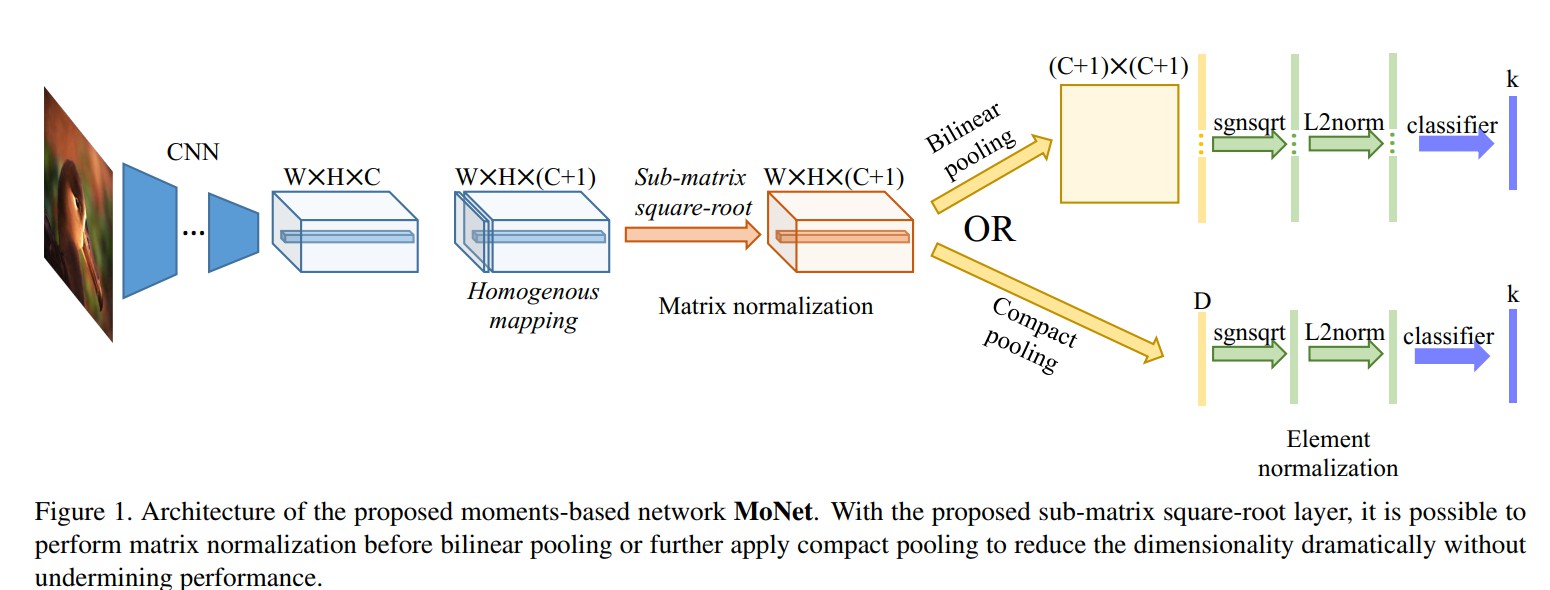 CNN
...
W×H×C
W×H×(C+1)
Homogenous
mapping
Sub-matrix
square-root
Matrix normalization
W×H×(C+1)
Bilinear
pooling
OR
Compact
pooling
(C+1)×(C+1)
sgnsqrt
L2norm
classifier
k
D
sgnsqrt
L2norm
classifier
k
Element
normalization
Figure 1. Architecture of the proposed moments-based network MoNet. With the proposed sub-matrix square-root layer, it is possible to
perform matrix normalization before bilinear pooling or further apply compact pooling to reduce the dimensionality dramatically without
undermining performance.